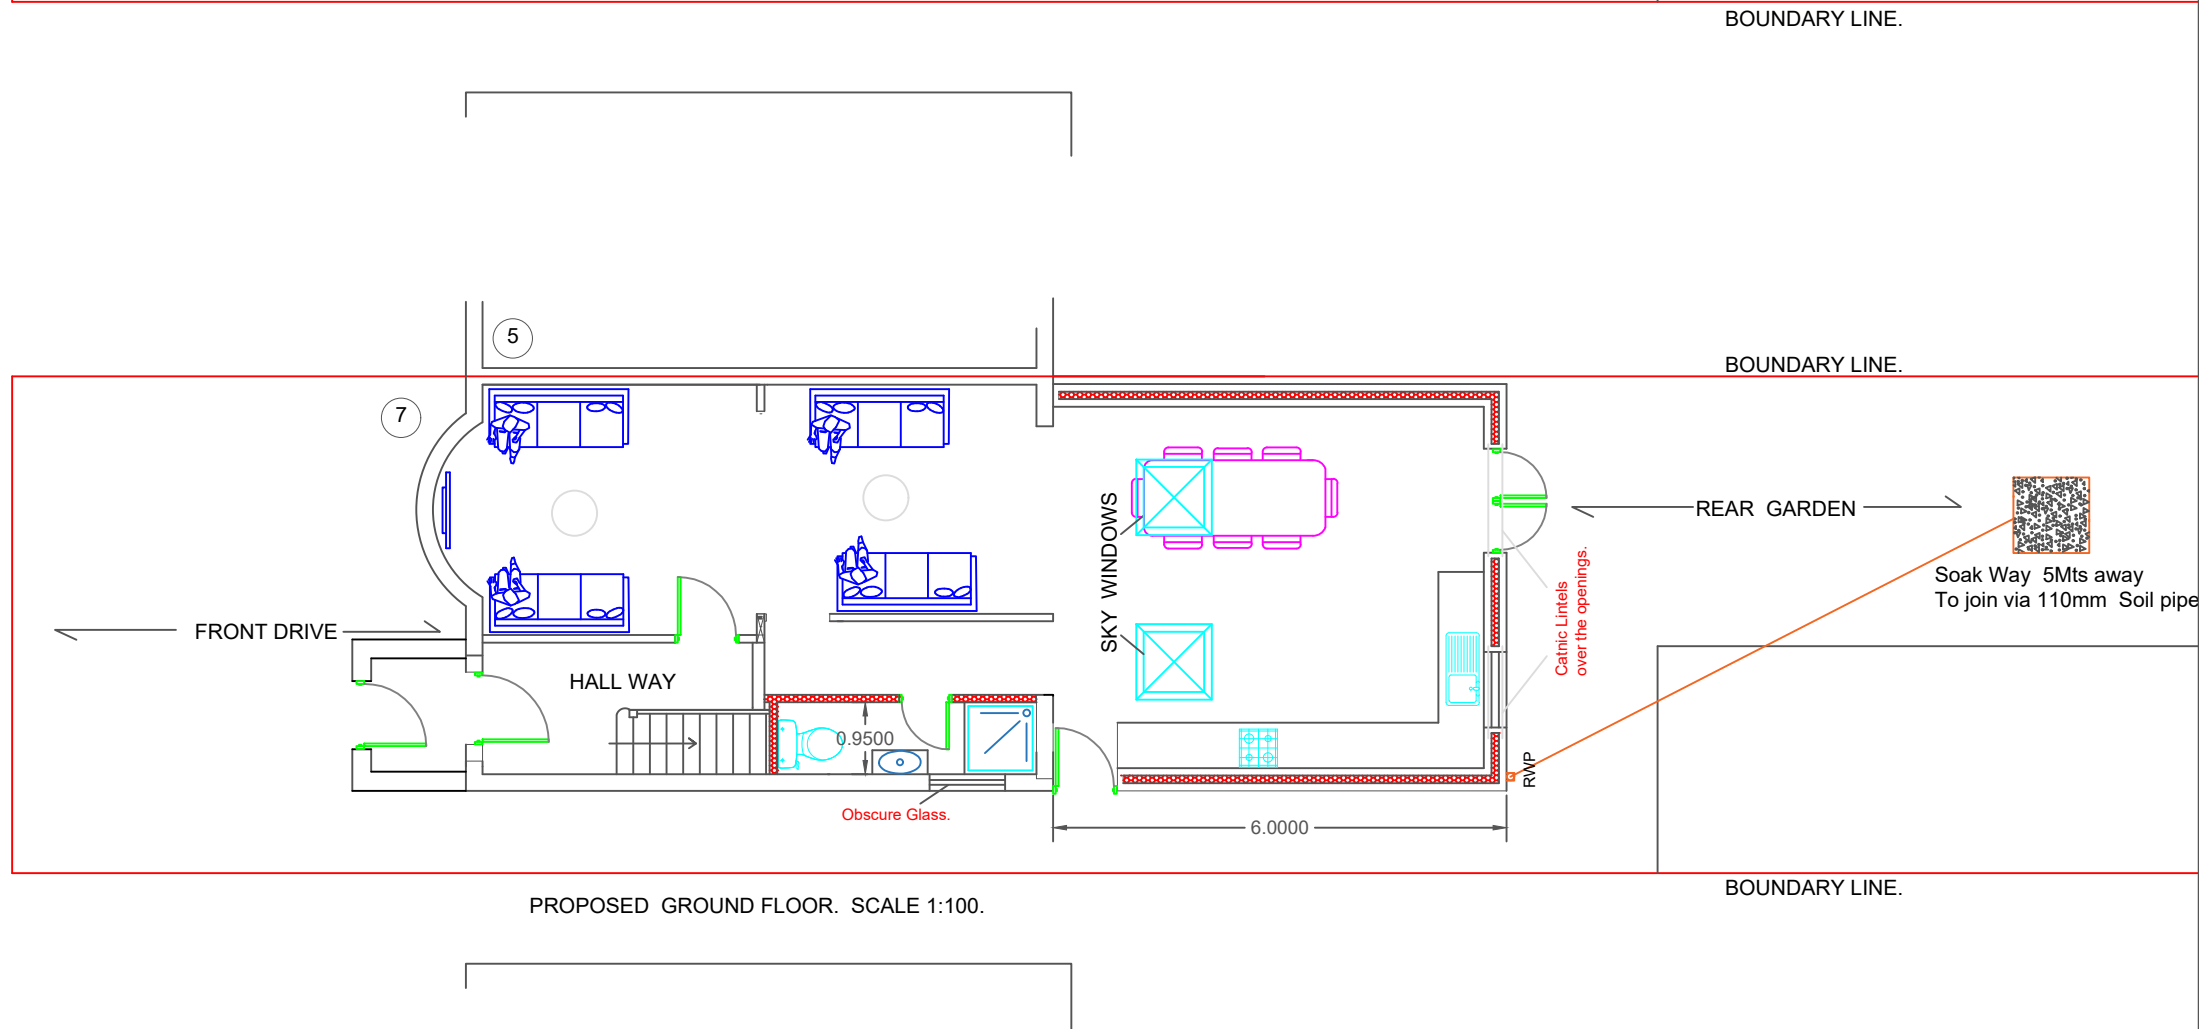 BOUNDARY LINE.
5
BOUNDARY LINE.
7
SKY WINDOWS
REAR GARDEN
Catnic Lintels
over the openings.
Soak Way 5Mts away
To join via 110mm Soil pipe
FRONT DRIVE
HALL WAY
0.9500
RWP
Obscure Glass.
6.0000
BOUNDARY LINE.
PROPOSED GROUND FLOOR. SCALE 1:100.